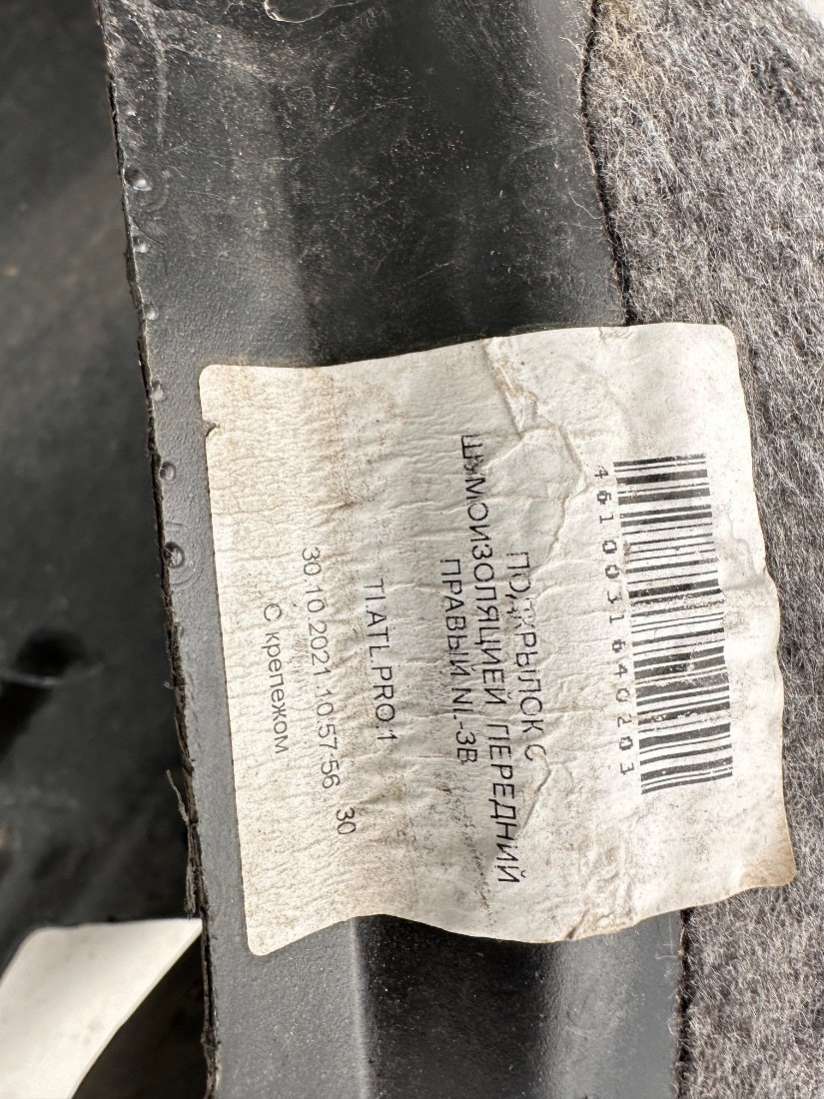 4610031640203
ПОДКРЫЛОК С
ШУМОИЗОЛЯЦИЕЙ ПЕРЕДНИЙ
ПРАВЫЙ NL-3B
TI.ATL.PRO.1
30.10.2021 10:57:56 30
С крепежом